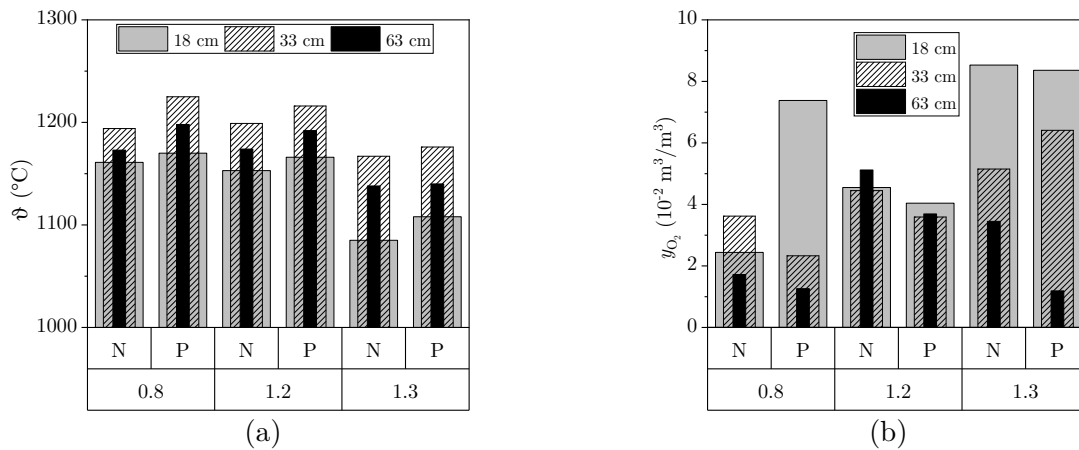 1300
1200
1100
1000
ϑ (°C)
18 cm 33 cm 63 cm
N P N P N P
0.8 1.2 1.3
(a)
10
8
6
4
2
0
y_{O_2} (10^{-2} m^3/m^3)
18 cm
33 cm
63 cm
N P N P N P
0.8 1.2 1.3
(b)